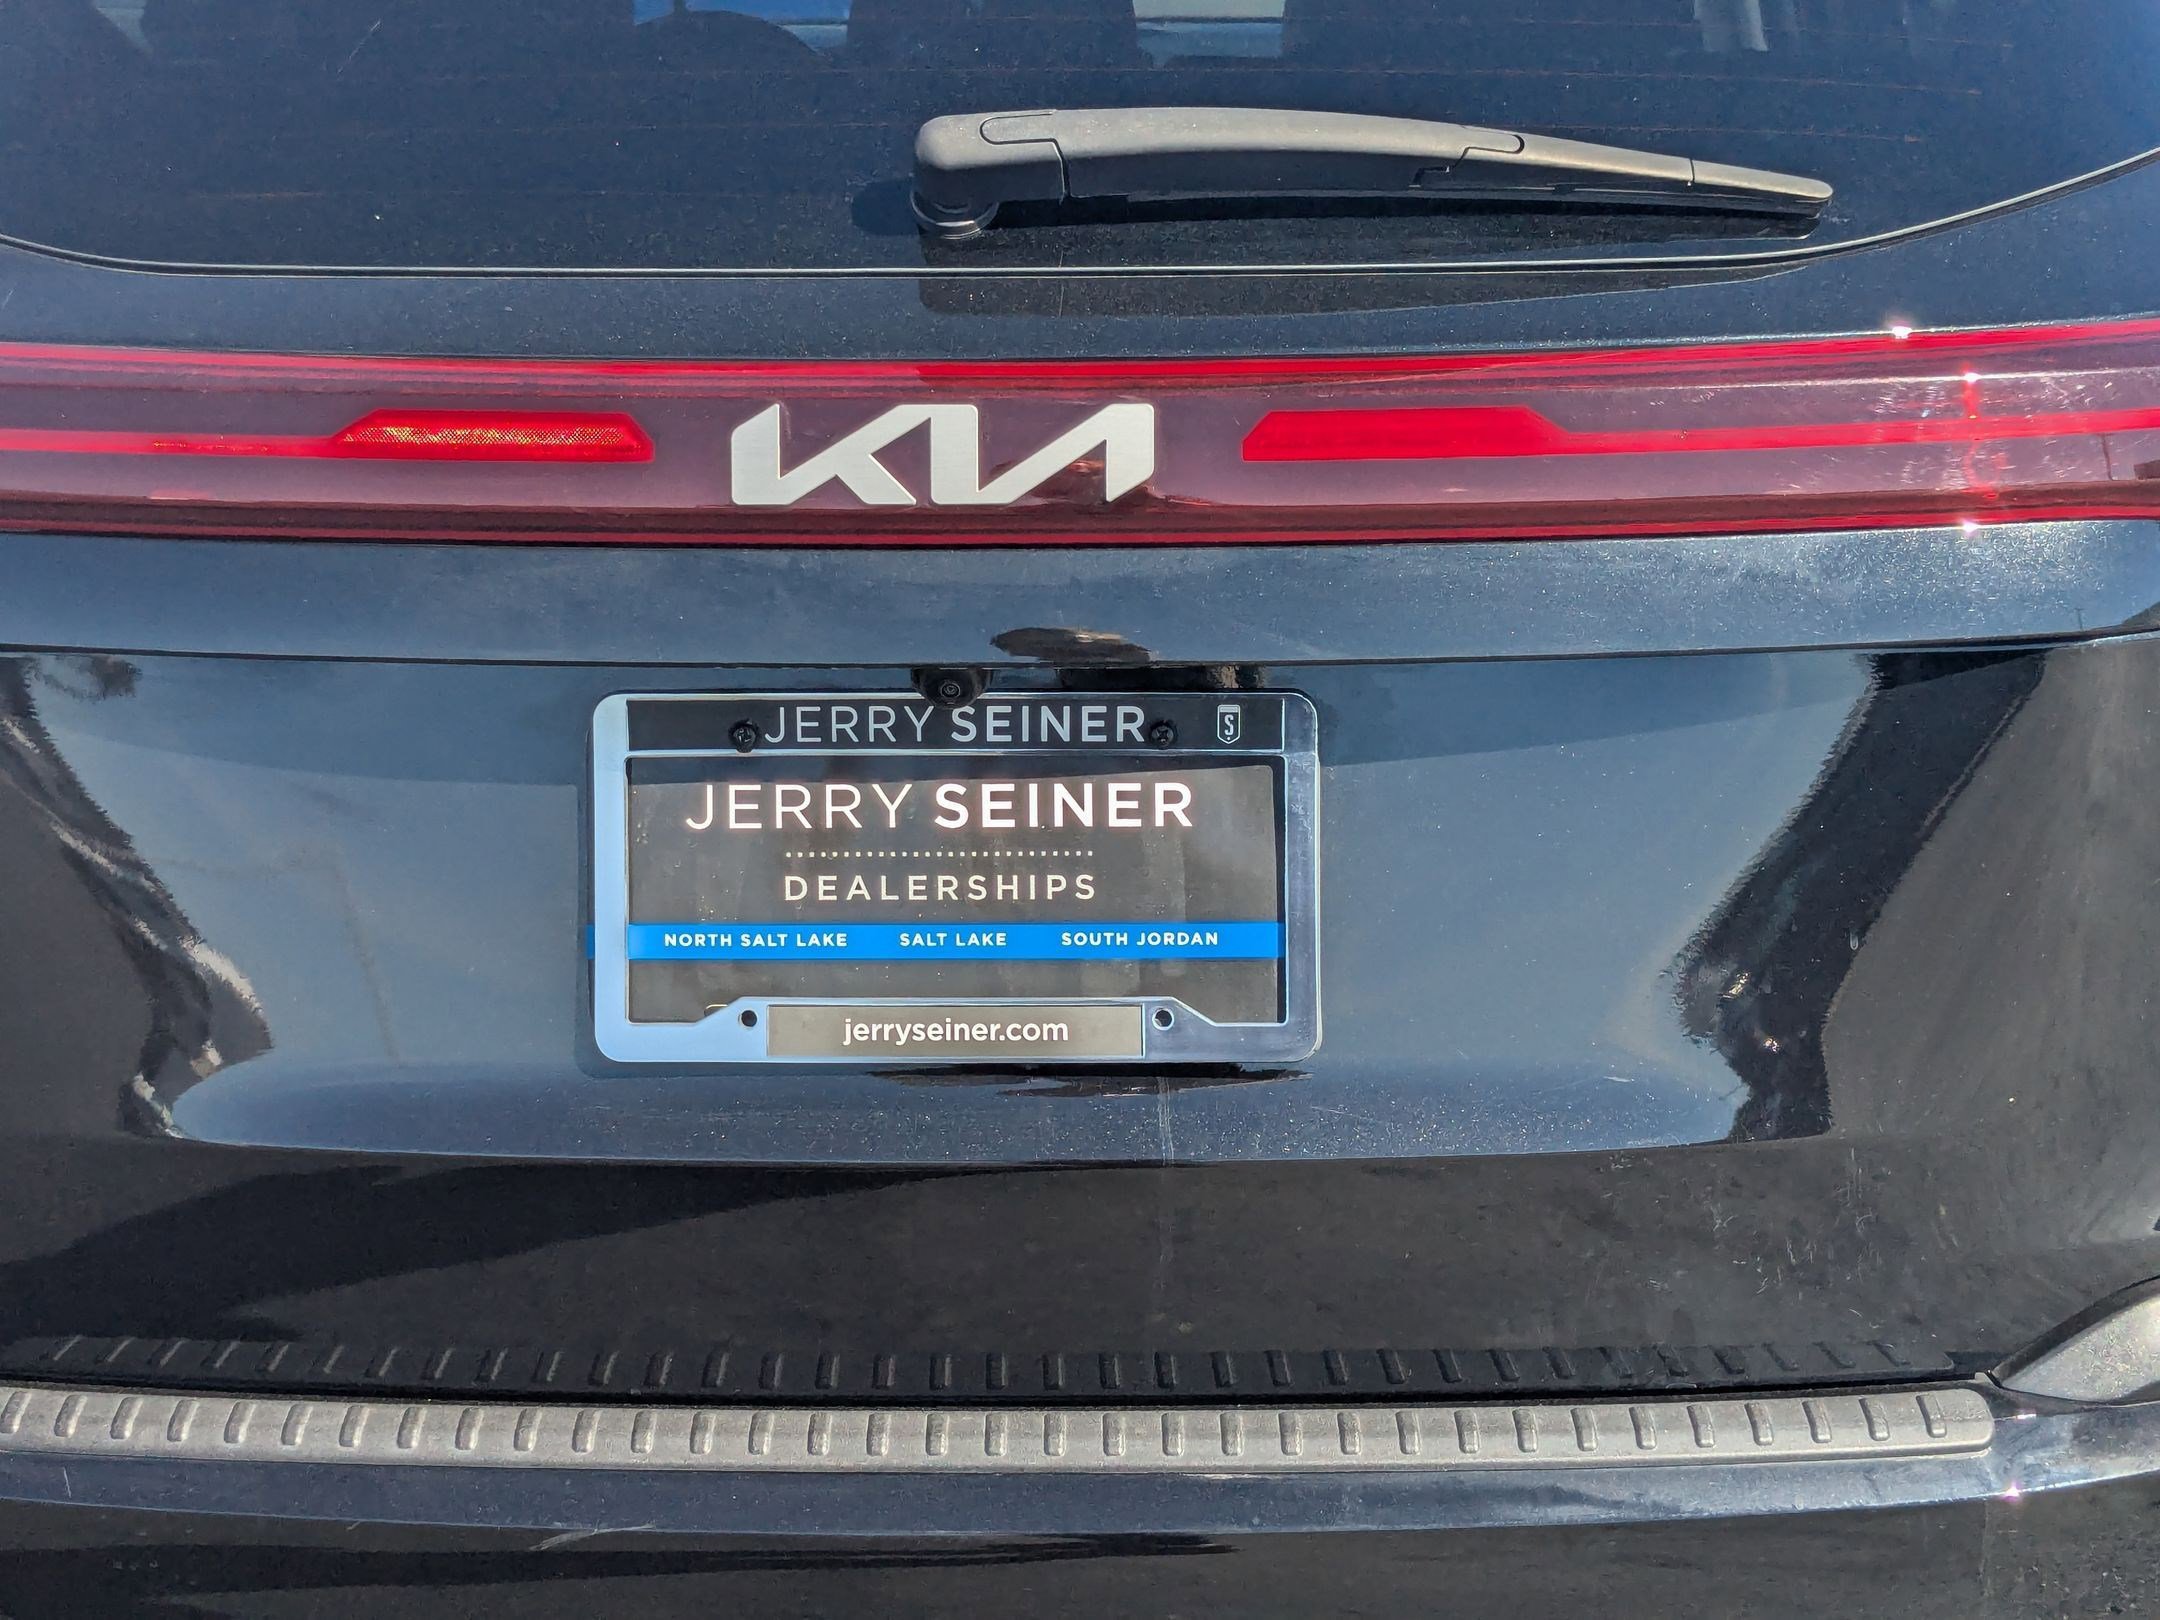 KIA
JERRY SEINER S
JERRY SEINER
DEALERSHIPS
NORTH SALT LAKE SALT LAKE SOUTH JORDAN
jerryseiner.com